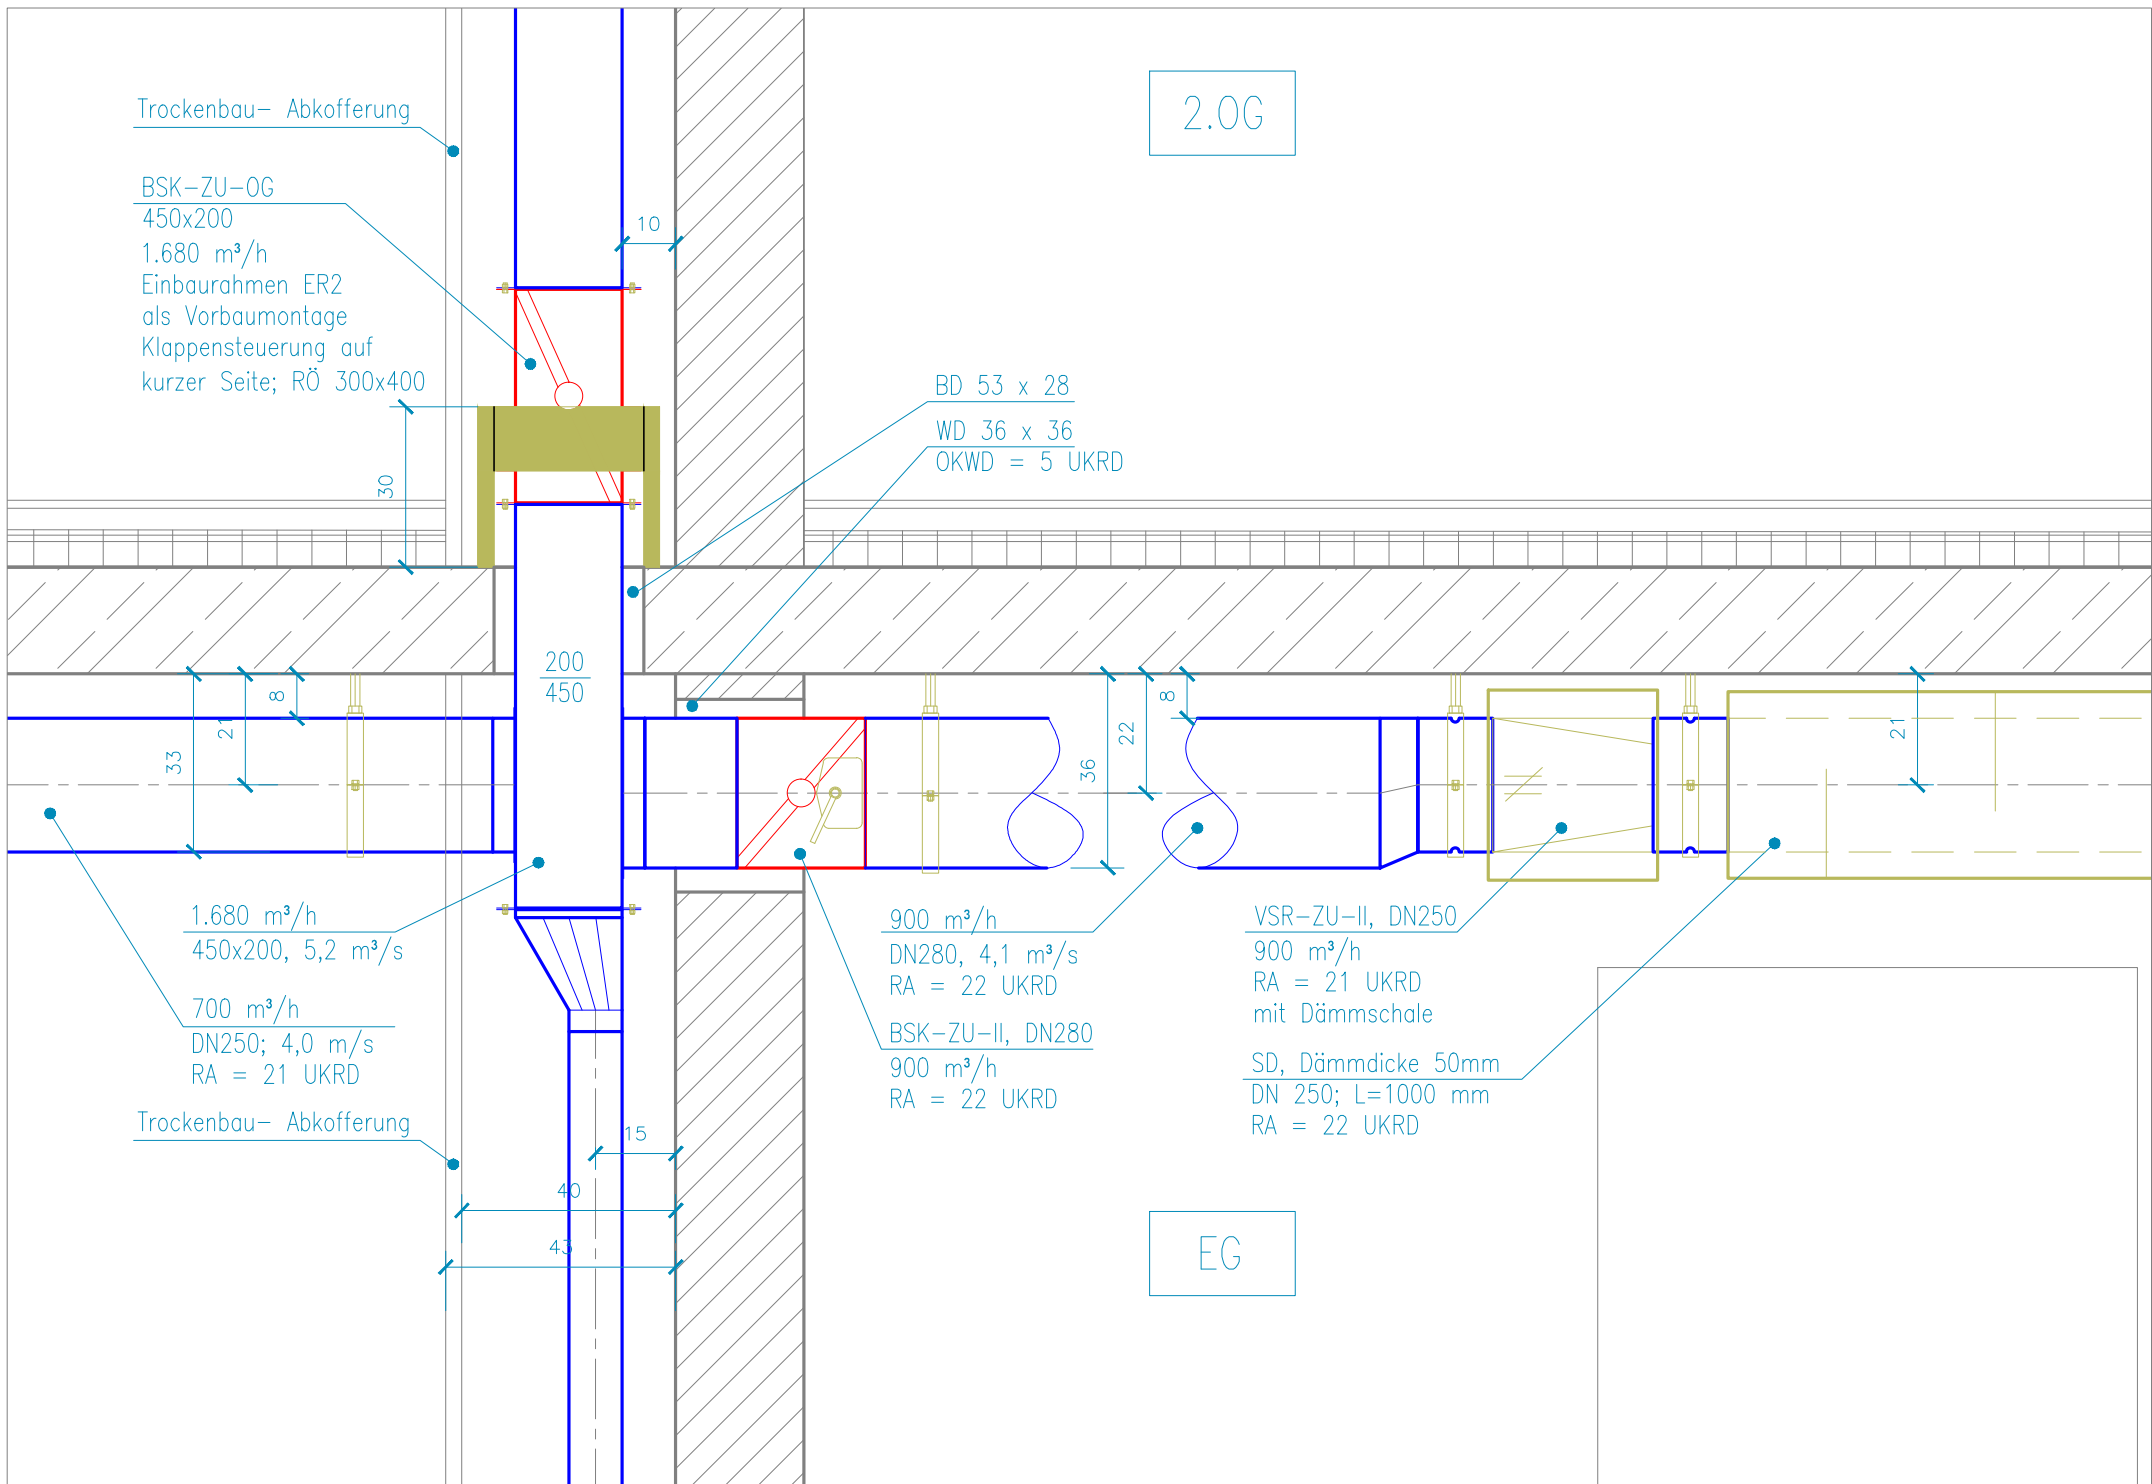 Trockenbau- Abkofferung
2.OG
BSK-ZU-OG
450x200
1.680 m³/h
Einbaurahmen ER2
als Vorbaumontage
Klappensteuerung auf
kurzer Seite; RÖ 300x400
10
BD 53 x 28
WD 36 x 36
OKWD = 5 UKRD
30
200
450
8
21
33
36
22
8
21
1.680 m³/h
450x200, 5,2 m³/s
700 m³/h
DN250; 4,0 m/s
RA = 21 UKRD
900 m³/h
DN280, 4,1 m³/s
RA = 22 UKRD
BSK-ZU-II, DN280
900 m³/h
RA = 22 UKRD
VSR-ZU-II, DN250
900 m³/h
RA = 21 UKRD
mit Dämmschale
SD, Dämmdicke 50mm
DN 250; L=1000 mm
RA = 22 UKRD
Trockenbau- Abkofferung
15
40
43
EG